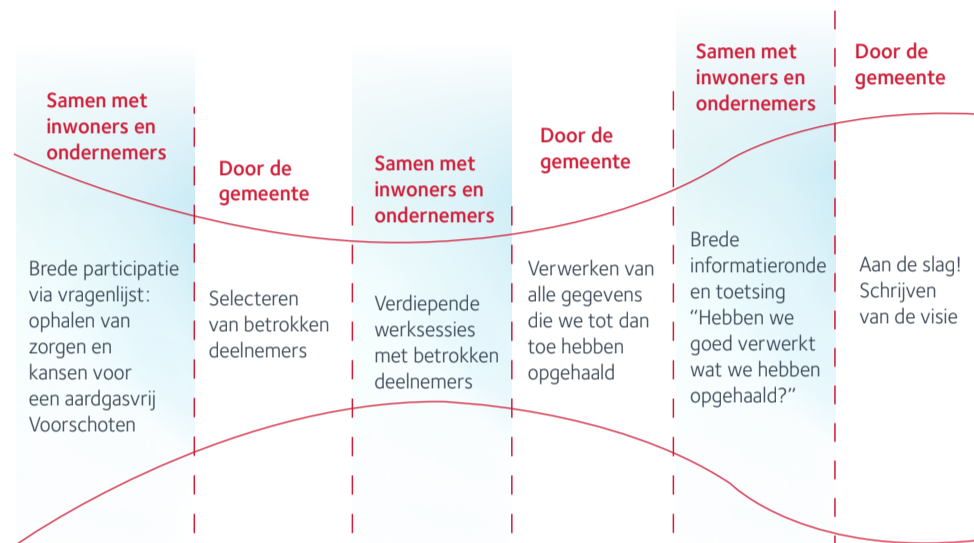 Samen met
inwoners en
ondernemers
Brede participatie
via vragenlijst:
ophalen van
zorgen en
kansen voor
een aardgasvrij
Voorschoten
Door de
gemeente
Selecteren
van betrokken
deelnemers
Samen met
inwoners en
ondernemers
Verdiepende
werksessies
met betrokken
deelnemers
Door de
gemeente
Verwerken van
alle gegevens
die we tot dan
toe hebben
opgehaald
Samen met
inwoners en
ondernemers
Brede
informatieronde
en toetsing
“Hebben we
goed verwerkt
wat we hebben
opgehaald?”
Door de
gemeente
Aan de slag!
Schrijven
van de visie